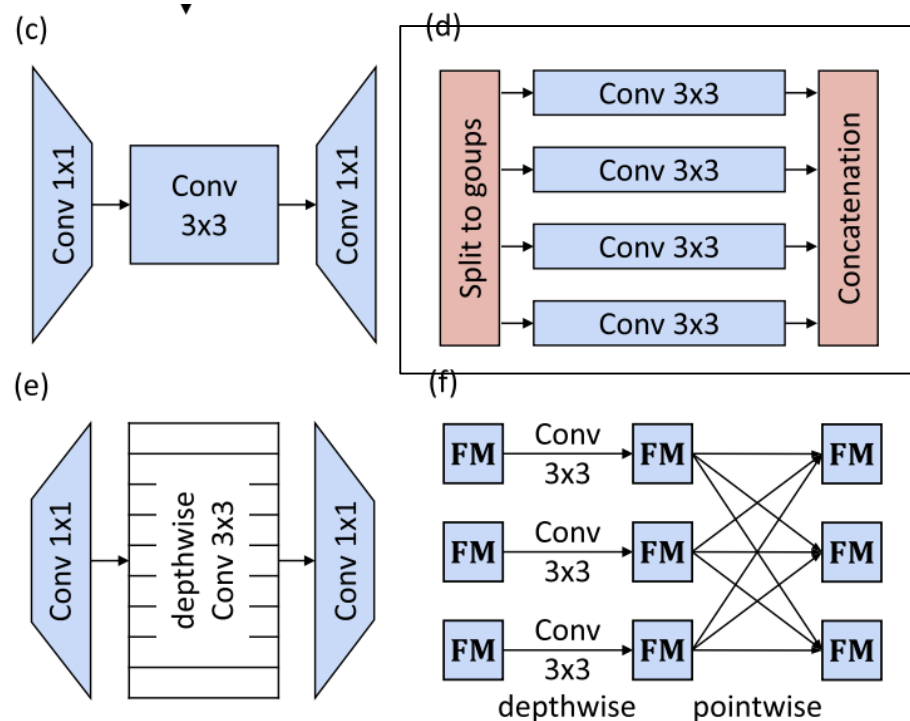 (c)
Conv 1x1
Conv
3x3
Conv 1x1
(d)
Split to goups
Conv 3x3
Conv 3x3
Conv 3x3
Conv 3x3
Concatenation
(e)
Conv 1x1
depthwise
Conv 3x3
Conv 1x1
(f)
FM
Conv
3x3
FM
FM
FM
Conv
3x3
FM
FM
FM
Conv
3x3
FM
FM
depthwise
pointwise